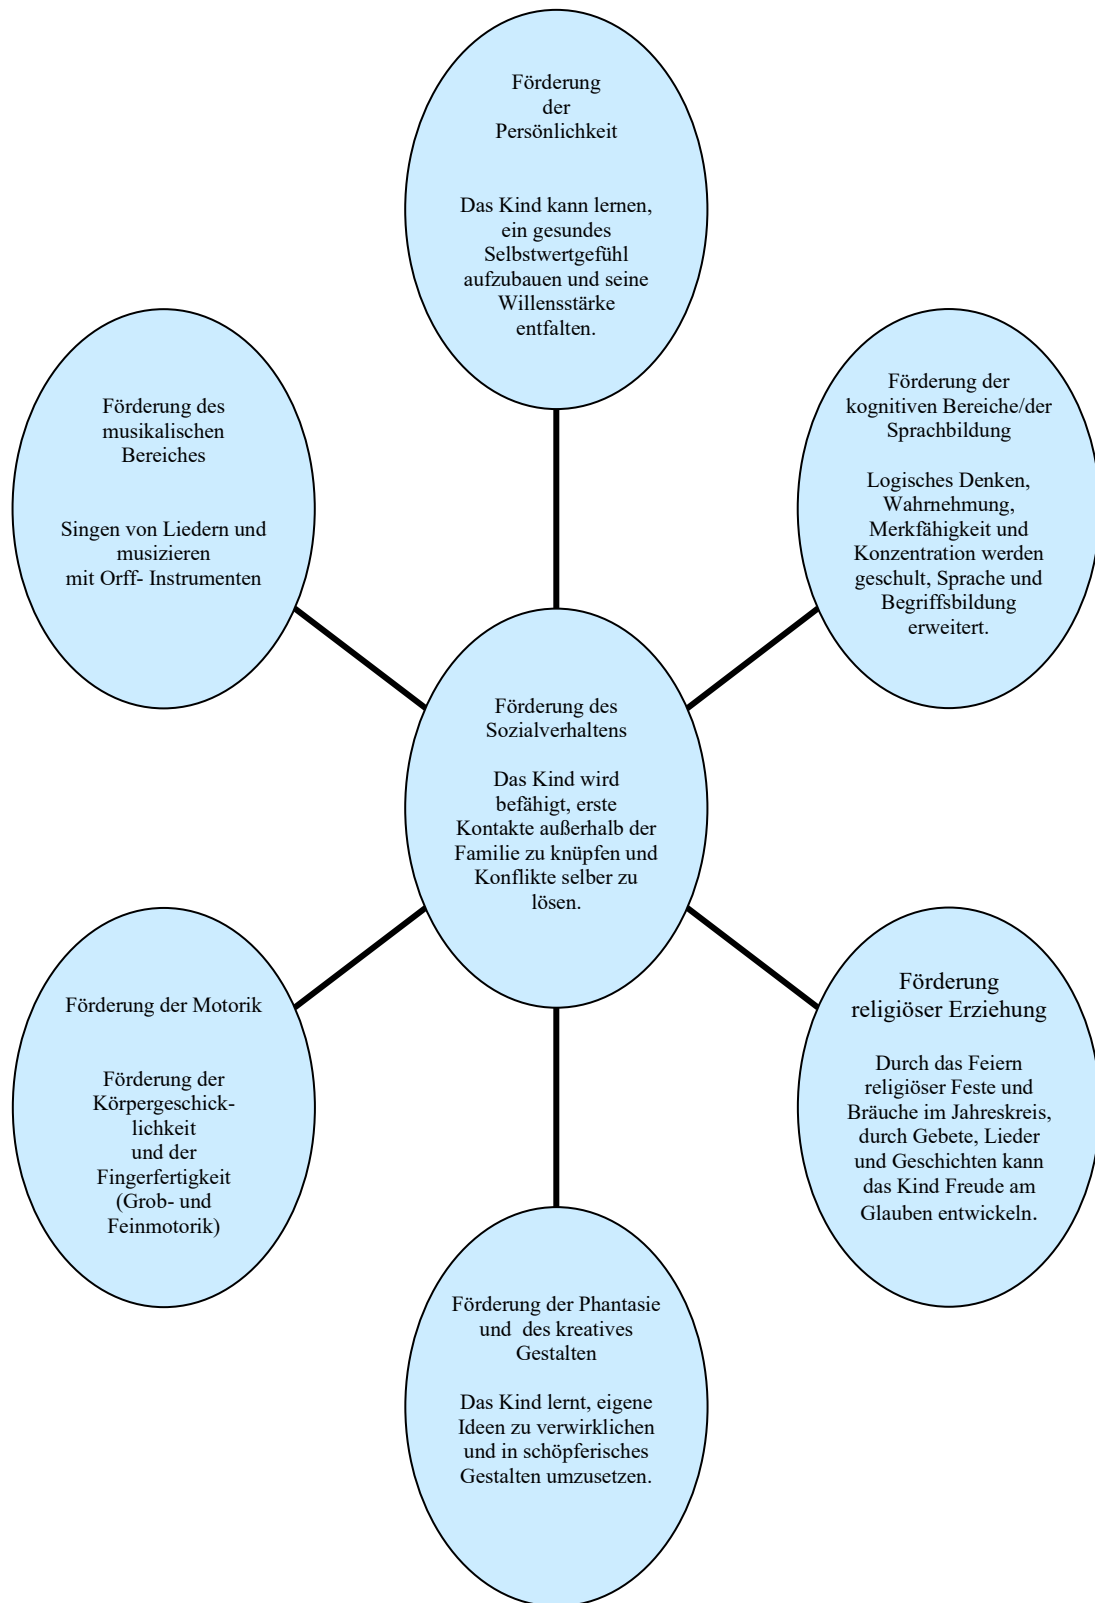 Förderung
der
Persönlichkeit
Das Kind kann lernen,
ein gesundes
Selbstwertgefühl
aufzubauen und seine
Willensstärke
entfalten.
Förderung des
musikalischen
Bereiches
Singen von Liedern und
musizieren
mit Orff- Instrumenten
Förderung der
kognitiven Bereiche/der
Sprachbildung
Logisches Denken,
Wahrnehmung,
Merkfähigkeit und
Konzentration werden
geschult, Sprache und
Begriffsbildung
erweitert.
Förderung des
Sozialverhaltens
Das Kind wird
befähigt, erste
Kontakte außerhalb der
Familie zu knüpfen und
Konflikte selber zu
lösen.
Förderung der Motorik
Förderung der
Körpergeschick-
lichkeit
und der
Fingerfertigkeit
(Grob- und
Feinmotorik)
Förderung
religiöser Erziehung
Durch das Feiern
religiöser Feste und
Bräuche im Jahreskreis,
durch Gebete, Lieder
und Geschichten kann
das Kind Freude am
Glauben entwickeln.
Förderung der Phantasie
und  des kreatives
Gestalten
Das Kind lernt, eigene
Ideen zu verwirklichen
und in schöpferisches
Gestalten umzusetzen.